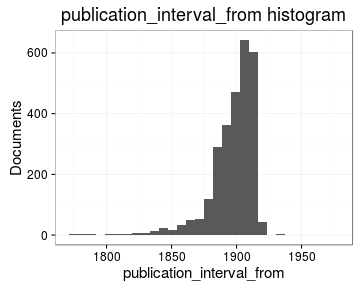 publication_interval_from histogram
Documents
600
400
200
0
1800 1850 1900 1950
publication_interval_from